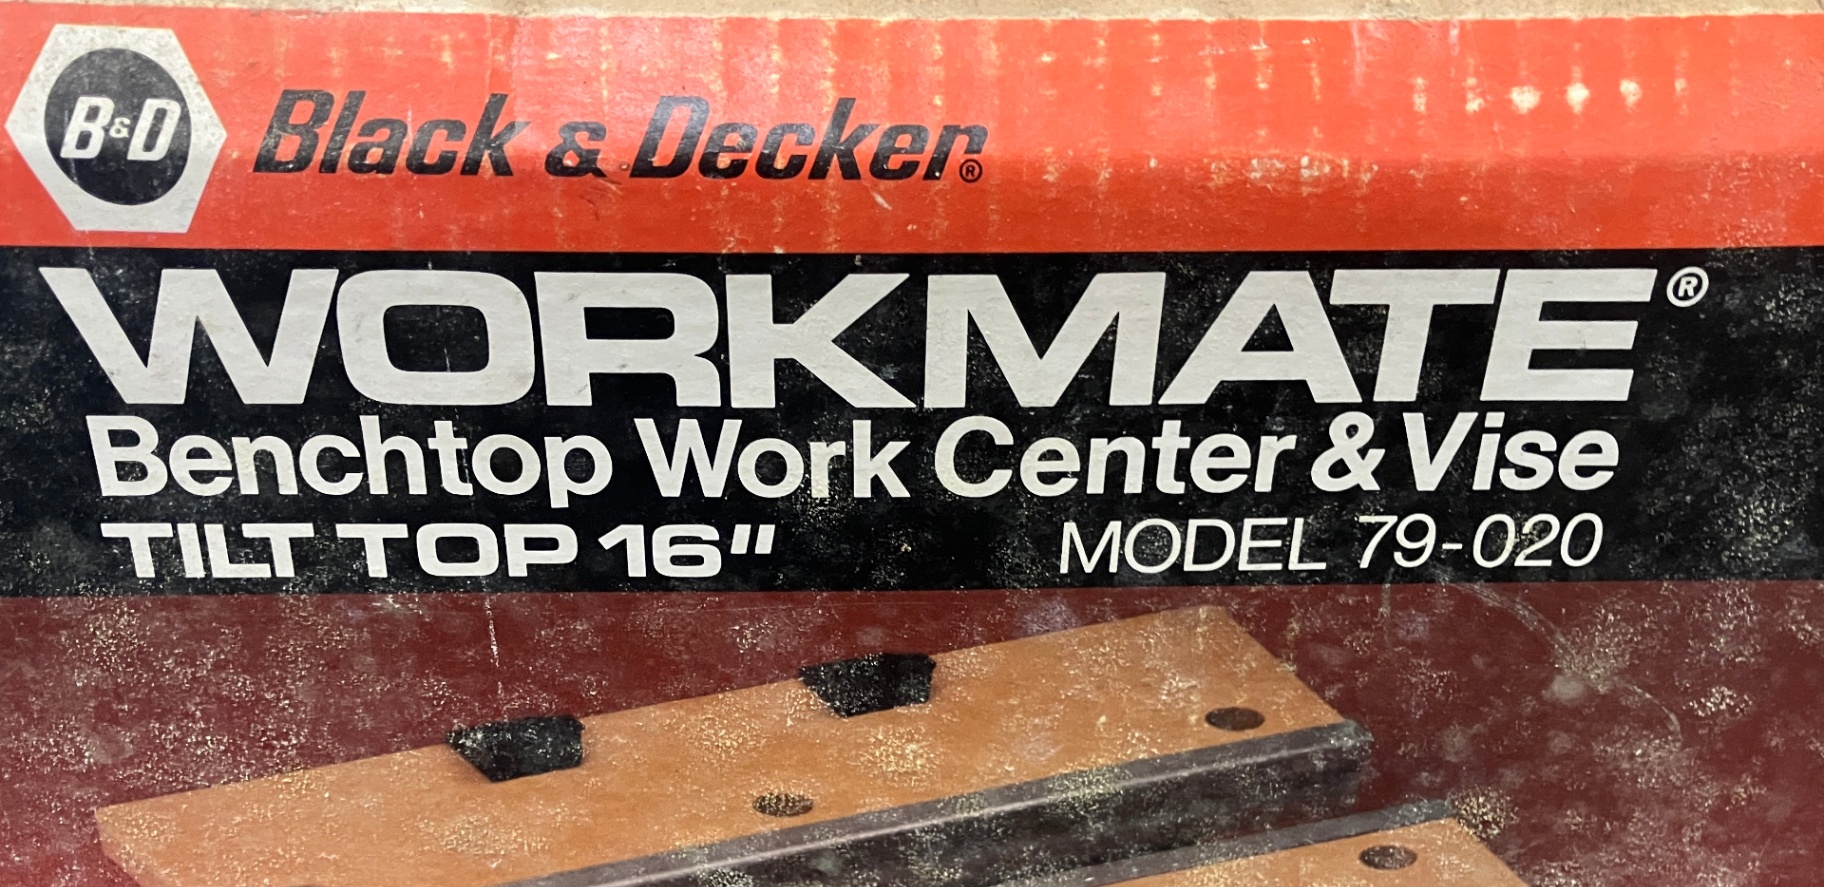 B&D
Black & Decker®
WORKMATE®
Benchtop Work Center & Vise
TILT TOP 16" MODEL 79-020